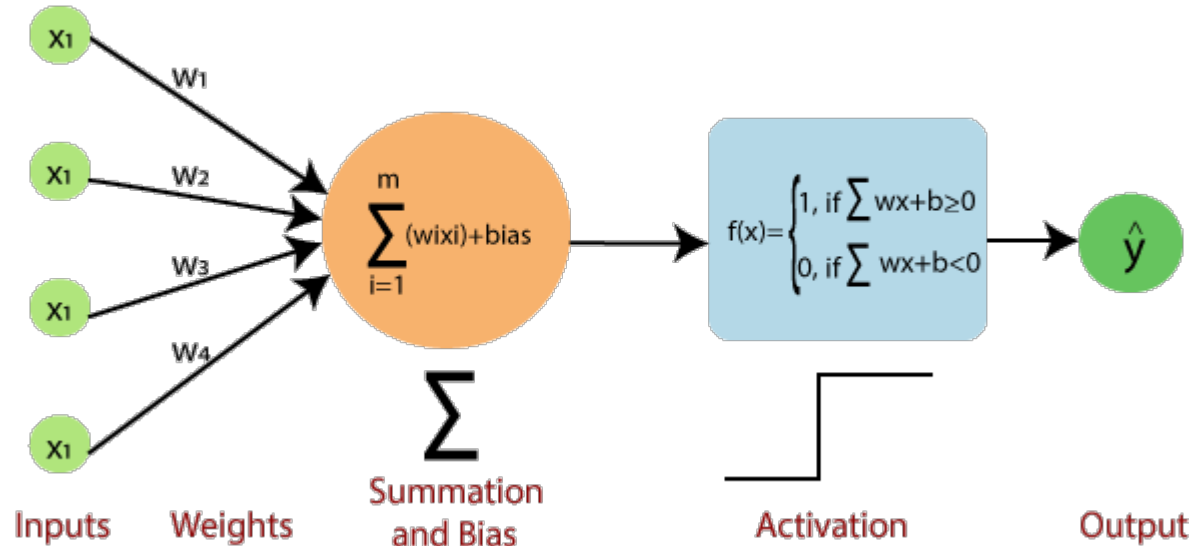 x1
w1
x1
w2
x1
w3
x1
w4
m
∑(wixi)+bias
i=1
f(x)={
1, if ∑ wx+b≥0
0, if ∑ wx+b<0
ŷ
∑
Inputs
Weights
Summation
and Bias
Activation
Output